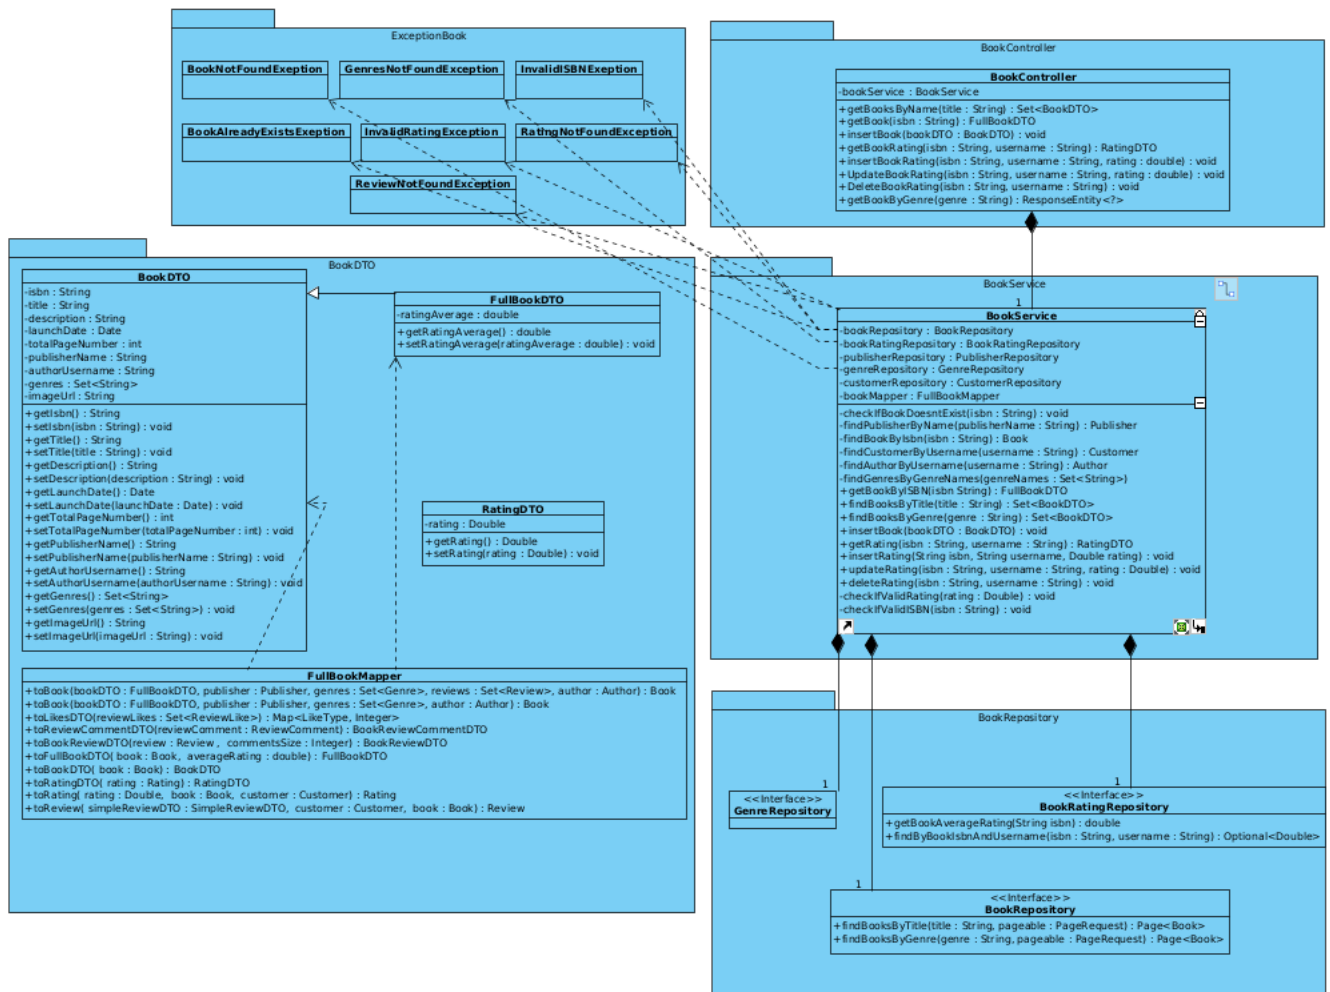 ExceptionBook
BookNotFoundExeption
GenresNotFoundException
InvalidISBNExeption
BookAlreadyExistsExeption
InvalidRatingException
RatingNotFoundException
ReviewNotFoundException
BookController
BookController
-bookService : BookService
+getBooksByName(title : String) : Set<BookDTO>
+getBook(isbn : String) : FullBookDTO
+insertBook(bookDTO : BookDTO) : void
+getBookRating(isbn : String, username : String) : RatingDTO
+insertBookRating(isbn : String, username : String, rating : double) : void
+UpdateBookRating(isbn : String, username : String, rating : double) : void
+DeleteBookRating(isbn : String, username : String) : void
+getBookByGenre(genre : String) : ResponseEntity<?>
BookDTO
BookDTO
-isbn : String
-title : String
-description : String
-launchDate : Date
-totalPageNumber : int
-publisherName : String
-authorUsername : String
-genres : Set<String>
-imageUrl : String
+getIsbn() : String
+setIsbn(isbn : String) : void
+getTitle() : String
+setTitle(title : String) : void
+getDescription() : String
+setDescription(description : String) : void
+getLaunchDate() : Date
+setLaunchDate(launchDate : Date) : void
+getTotalPageNumber() : int
+setTotalPageNumber(totalPageNumber : int) : void
+getPublisherName() : String
+setPublisherName(publisherName : String) : void
+getAuthorUsername() : String
+setAuthorUsername(authorUsername : String) : void
+getGenres() : Set<String>
+setGenres(genres : Set<String>) : void
+getImageUrl() : String
+setImageUrl(imageUrl : String) : void
FullBookDTO
-ratingAverage : double
+getRatingAverage() : double
+setRatingAverage(ratingAverage : double) : void
RatingDTO
-rating : Double
+getRating() : Double
+setRating(rating : Double) : void
FullBookMapper
+toBook(bookDTO : FullBookDTO, publisher : Publisher, genres : Set<Genre>, reviews : Set<Review>, author : Author) : Book
+toBook(bookDTO : FullBookDTO, publisher : Publisher, genres : Set<Genre>, author : Author) : Book
+toLikesDTO(reviewLikes : Set<ReviewLike>) : Map<LikeType, Integer>
+toReviewCommentDTO(reviewComment : ReviewComment) : BookReviewCommentDTO
+toBookReviewDTO(review : Review , commentsSize : Integer) : BookReviewDTO
+toFullBookDTO( book : Book, averageRating : double) : FullBookDTO
+toBookDTO( book : Book) : BookDTO
+toRatingDTO( rating : Rating) : RatingDTO
+toRating( rating : Double, book : Book, customer : Customer) : Rating
+toReview( simpleReviewDTO : SimpleReviewDTO, customer : Customer, book : Book) : Review
BookService
1
BookService
-bookRepository : BookRepository
-bookRatingRepository : BookRatingRepository
-publisherRepository : PublisherRepository
-genreRepository : GenreRepository
-customerRepository : CustomerRepository
-bookMapper : FullBookMapper
-checkIfBookDoesntExist(isbn : String) : void
-findPublisherByName(publisherName : String) : Publisher
-findBookByIsbn(isbn : String) : Book
-findCustomerByUsername(username : String) : Customer
-findAuthorByUsername(username : String) : Author
-findGenresByGenreNames(genreNames : Set<String>)
+getBookByISBN(isbn String) : FullBookDTO
+findBooksByTitle(title : String) : Set<BookDTO>
+findBooksByGenre(genre : String) : Set<BookDTO>
+insertBook(bookDTO : BookDTO) : void
+getRating(isbn : String, username : String) : RatingDTO
+insertRating(String isbn, String username, Double rating) : void
+updateRating(isbn : String, username : String, rating : Double) : void
+deleteRating(isbn : String, username : String) : void
-checkIfValidRating(rating : Double) : void
-checkIfValidISBN(isbn : String) : void
BookRepository
1
<<Interface>>
GenreRepository
1
<<Interface>>
BookRatingRepository
+getBookAverageRating(String isbn) : double
+findByBookIsbnAndUsername(isbn : String, username : String) : Optional<Double>
1
<<Interface>>
BookRepository
+findBooksByTitle(title : String, pageable : PageRequest) : Page<Book>
+findBooksByGenre(genre : String, pageable : PageRequest) : Page<Book>